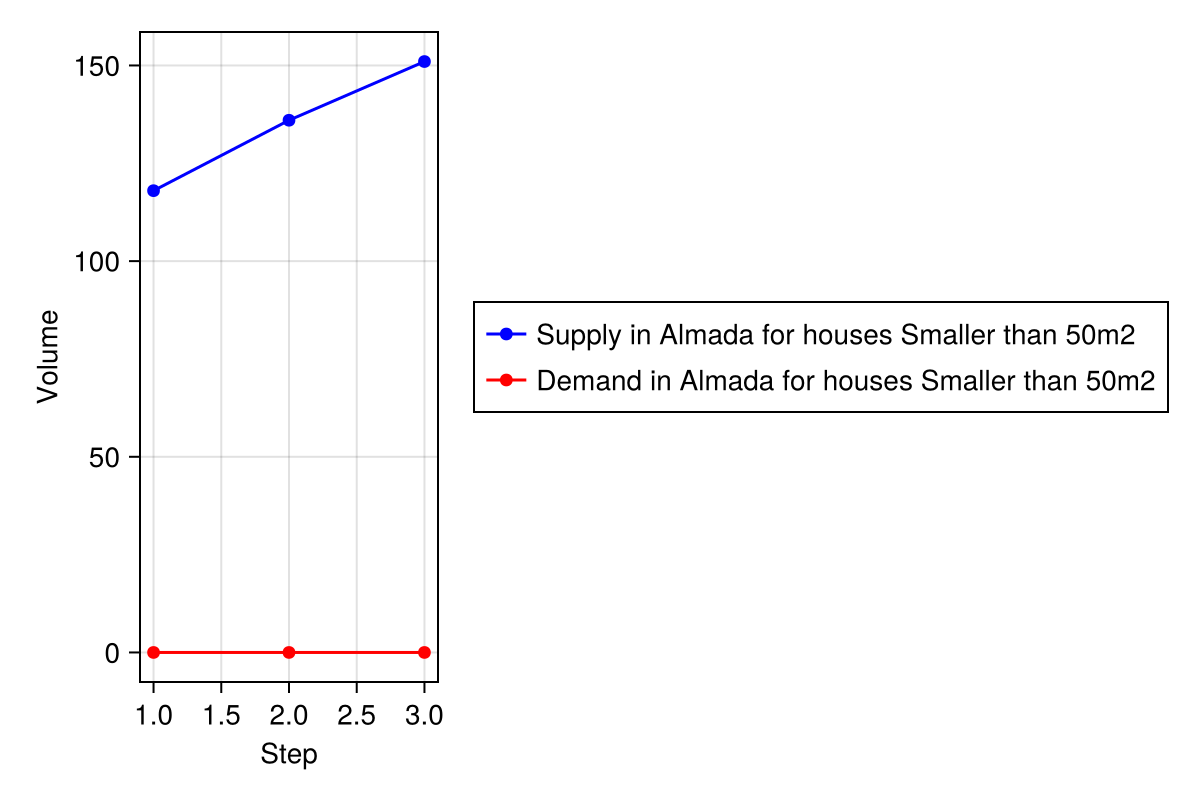 150
100
50
0
Volume
1.0 1.5 2.0 2.5 3.0
Step
Supply in Almada for houses Smaller than 50m2
Demand in Almada for houses Smaller than 50m2